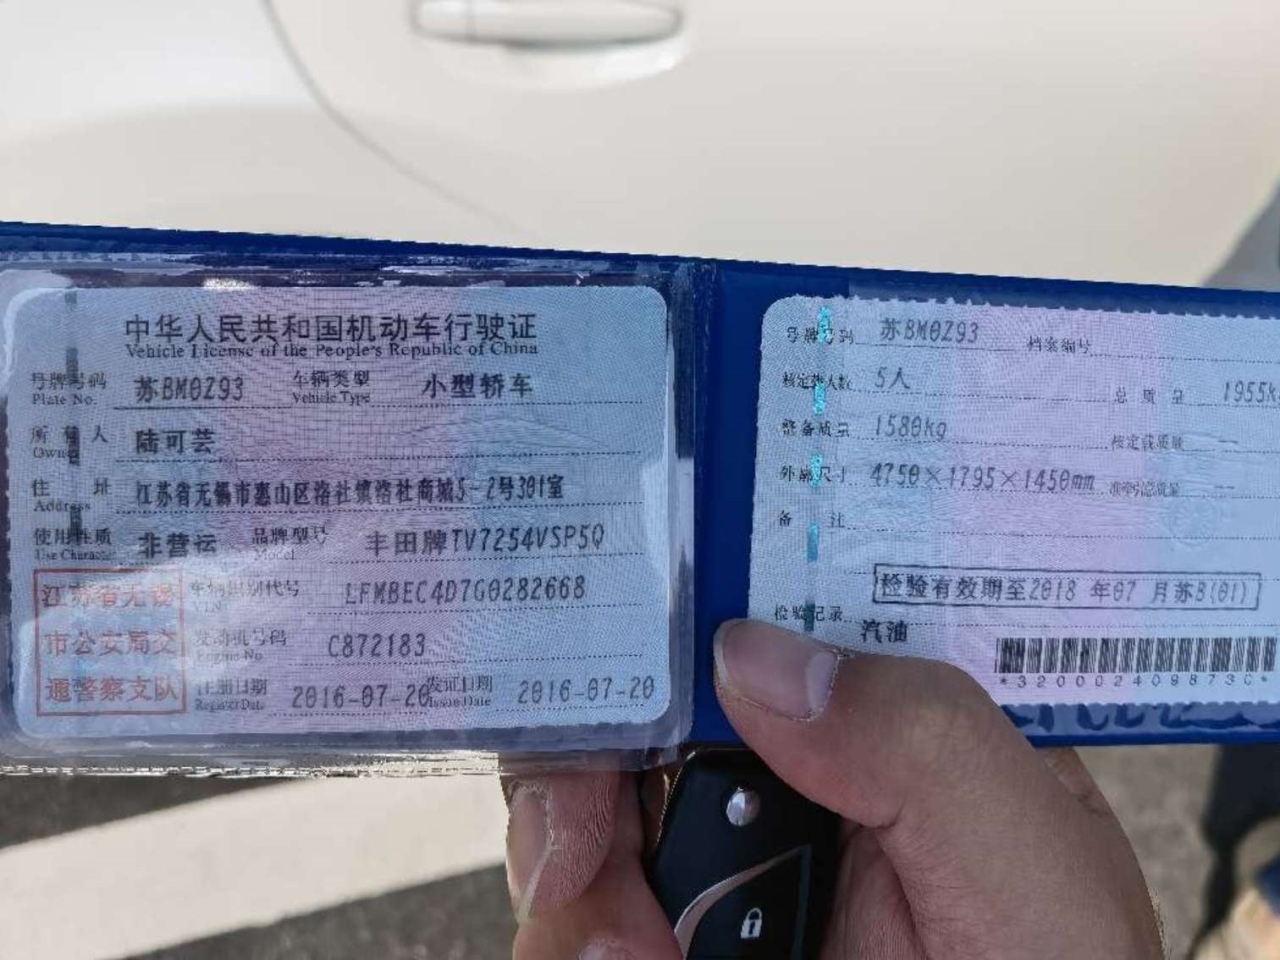 中华人民共和国机动车行驶证
Vehicle License of the People's Republic of China
号牌号码 苏BM0Z93 车辆类型 小型轿车
Plate No. Vehicle Type
所有人 陆可芸
Owner
住址 江苏省无锡市惠山区洛社镇洛社商城5-2号301室
Address
使用性质 非营运 品牌型号 丰田牌TV7254VSP5Q
Use Character Model
江苏省无锡
市公安局交
通警察支队
车辆识别代号 LFMBEC4D7G0282668
VIN
发动机号码 C872183
Engine No
注册日期 2016-07-20 发证日期 2016-07-20
Register Date Issue Date
号牌号码 苏BM0Z93 档案编号
核定载人数 5人 总质量 1955k
整备质量 1580kg 核定载质量 --
外廓尺寸 4750×1795×1450mm 准牵引总质量 --
备注
检验有效期至2018 年07 月苏B(01)
检验记录
汽油
*3200024098730*